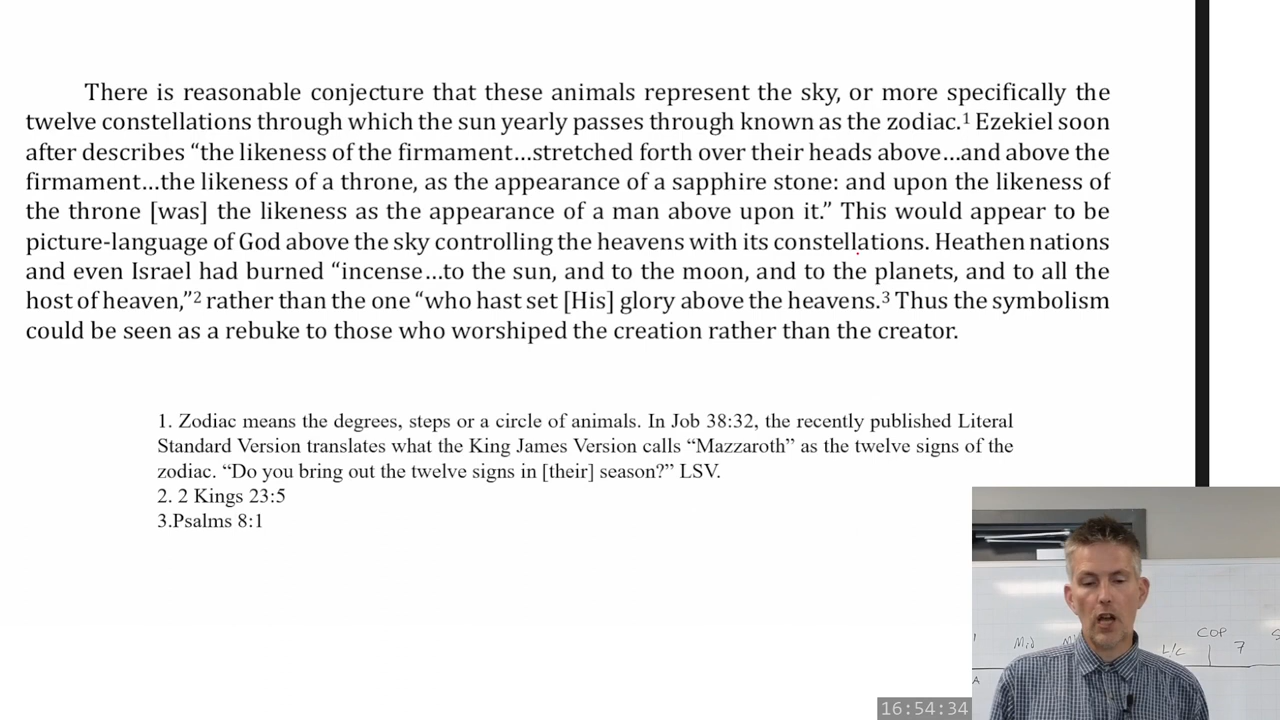 There is reasonable conjecture that these animals represent the sky, or more specifically the
twelve constellations through which the sun yearly passes through known as the zodiac.¹ Ezekiel soon
after describes “the likeness of the firmament…stretched forth over their heads above…and above the
firmament…the likeness of a throne, as the appearance of a sapphire stone: and upon the likeness of
the throne [was] the likeness as the appearance of a man above upon it.” This would appear to be
picture-language of God above the sky controlling the heavens with its constellations. Heathen nations
and even Israel had burned “incense…to the sun, and to the moon, and to the planets, and to all the
host of heaven,”² rather than the one “who hast set [His] glory above the heavens.³ Thus the symbolism
could be seen as a rebuke to those who worshiped the creation rather than the creator.
1. Zodiac means the degrees, steps or a circle of animals. In Job 38:32, the recently published Literal
Standard Version translates what the King James Version calls “Mazzaroth” as the twelve signs of the
zodiac. “Do you bring out the twelve signs in [their] season?” LSV.
2. 2 Kings 23:5
3.Psalms 8:1
Mid
COP
L/C
7
A
16:54:34